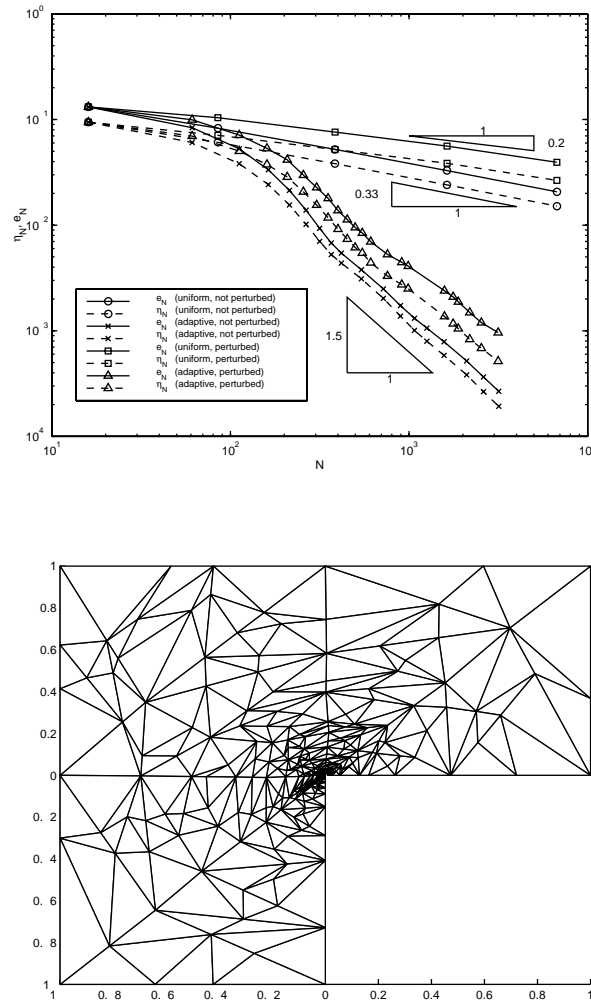 10^0
10^1
10^2
10^3
10^4
η_N, e_N
1
0.2
0.33
1
1.5
1
e_N (uniform, not perturbed)
η_N (uniform, not perturbed)
e_N (adaptive, not perturbed)
η_N (adaptive, not perturbed)
e_N (uniform, perturbed)
η_N (uniform, perturbed)
e_N (adaptive, perturbed)
η_N (adaptive, perturbed)
10^1 10^2 10^3 10
N
1
0.8
0.6
0.4
0.2
0
0. 2
0. 4
0. 6
0. 8
1
1 0. 8 0. 6 0. 4 0. 2 0 0.2 0.4 0.6 0.8 1